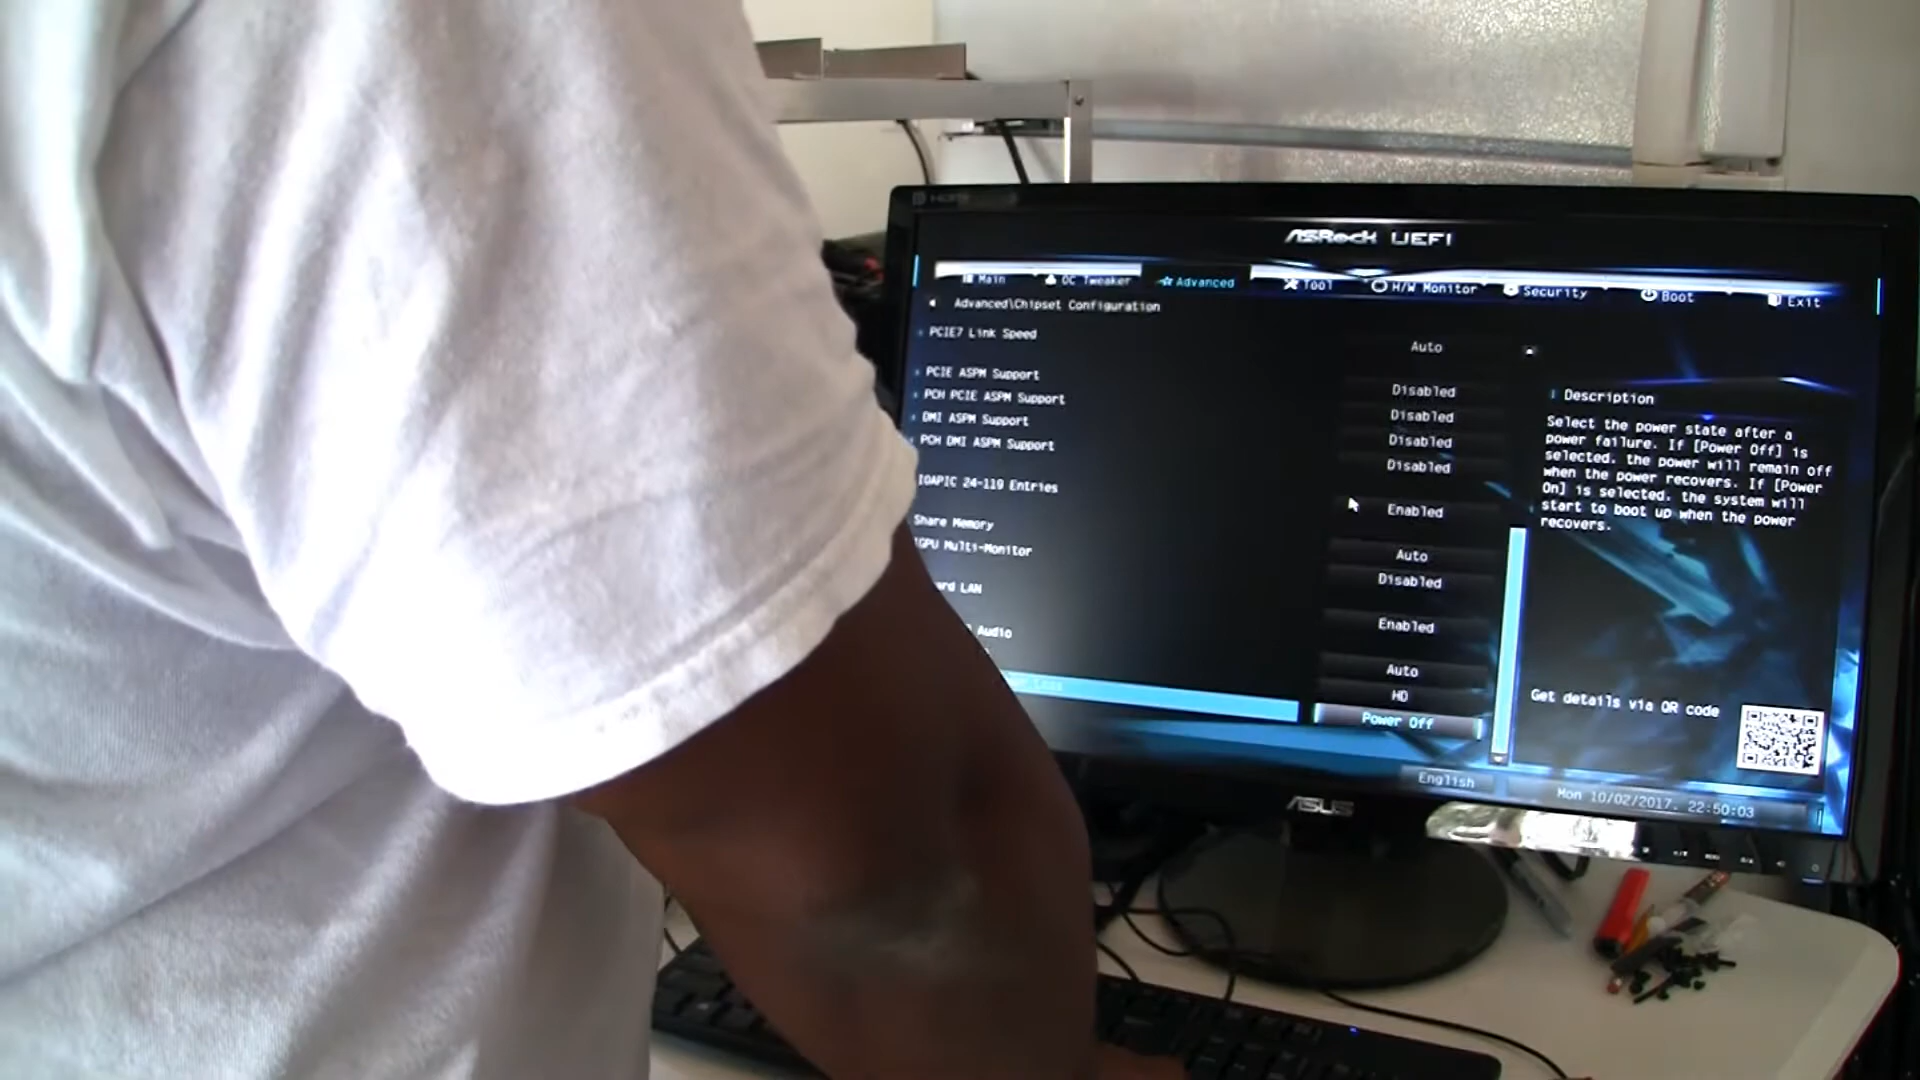 HDMI
ASRock UEFI
Main OC Tweaker Advanced Tool H/W Monitor Security Boot Exit
Advanced\Chipset Configuration
PCIE7 Link Speed Auto
PCIE ASPM Support Disabled
PCH PCIE ASPM Support Disabled
DMI ASPM Support Disabled
PCH DMI ASPM Support Disabled
IOAPIC 24-119 Entries Enabled
Share Memory Auto
IGPU Multi-Monitor Disabled
ard LAN Enabled
Audio Auto
HD
Loss Power Off
Description
Select the power state after a
power failure. If [Power Off] is
selected, the power will remain off
when the power recovers. If [Power
On] is selected, the system will
start to boot up when the power
recovers.
Get details via QR code
English
Mon 10/02/2017. 22:50:03
ASUS